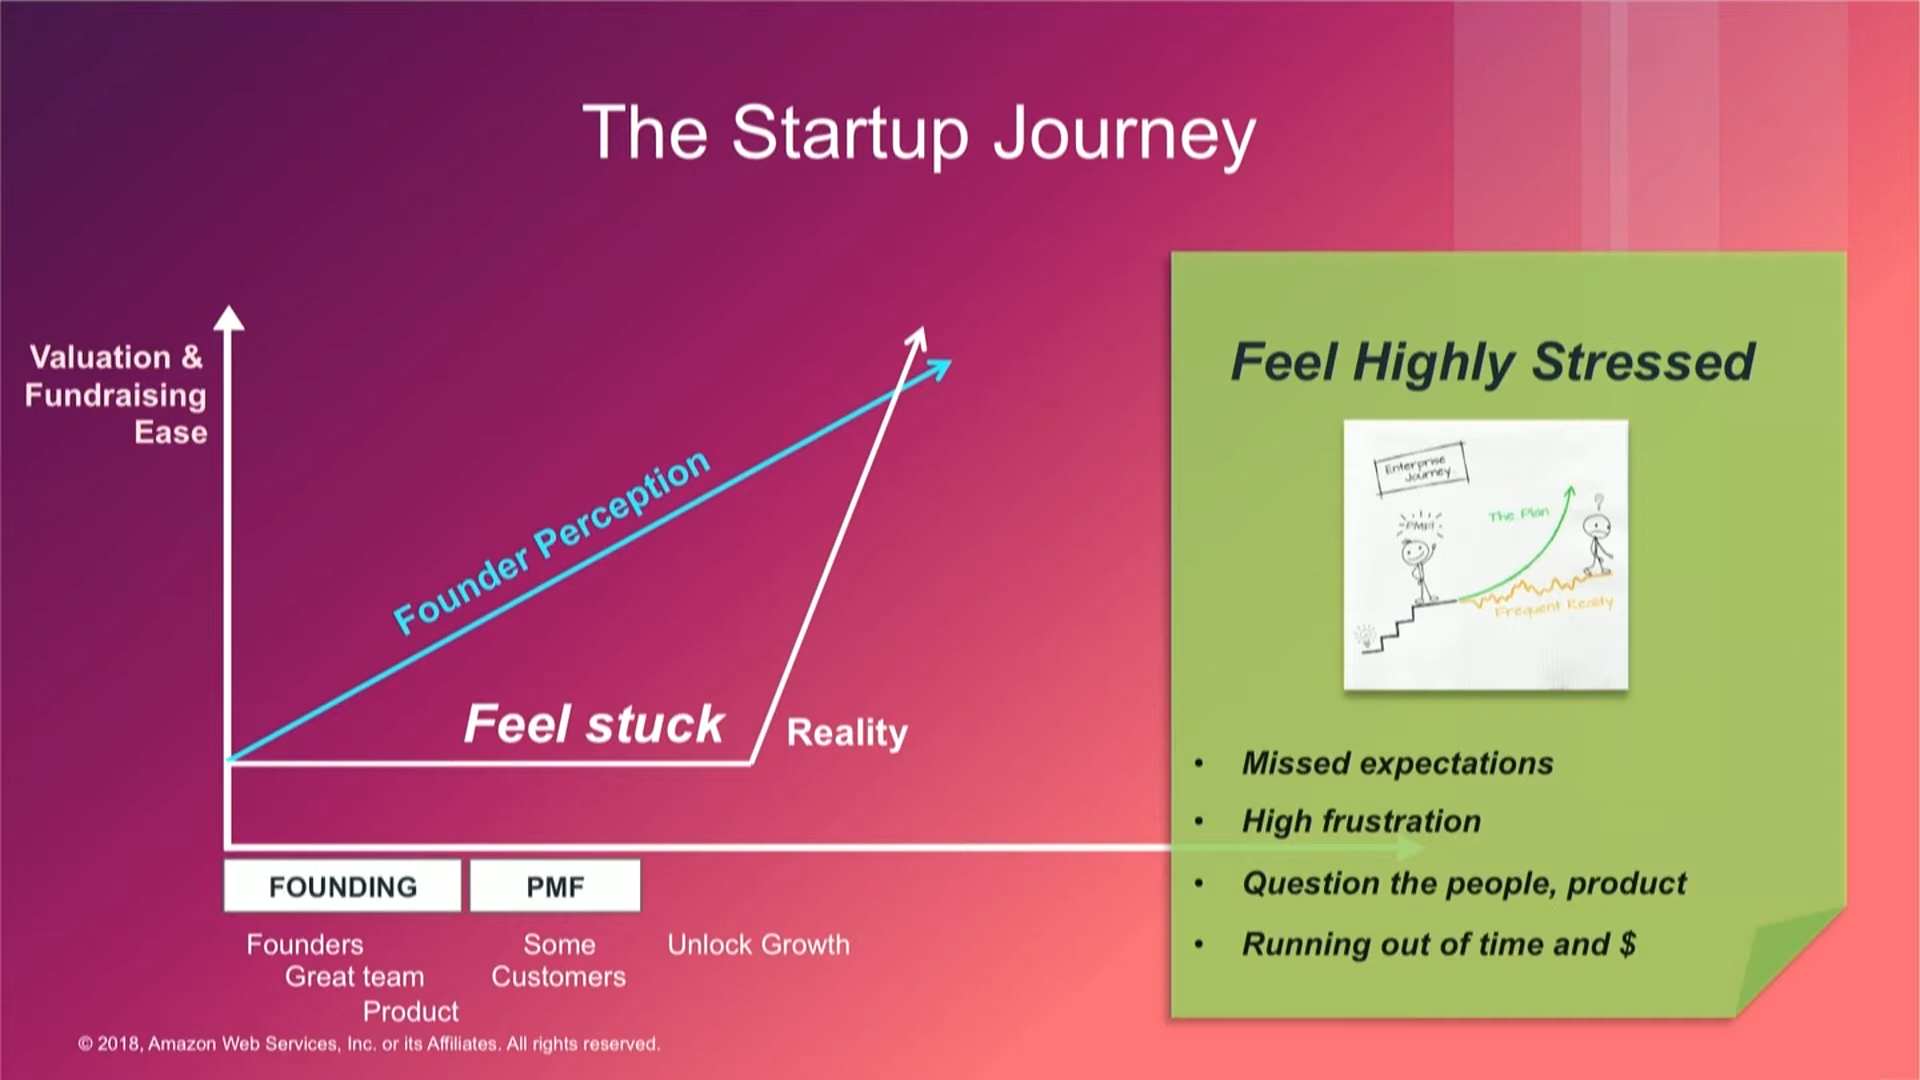 The Startup Journey
Valuation &
Fundraising
Ease
Founder Perception
Feel stuck
Reality
FOUNDING
PMF
Founders
Great team
Product
Some
Customers
Unlock Growth
© 2018, Amazon Web Services, Inc. or its Affiliates. All rights reserved.
Feel Highly Stressed
Enterprise
Journey
PMF!
The Plan
?
Frequent Reality
• Missed expectations
• High frustration
• Question the people, product
• Running out of time and $